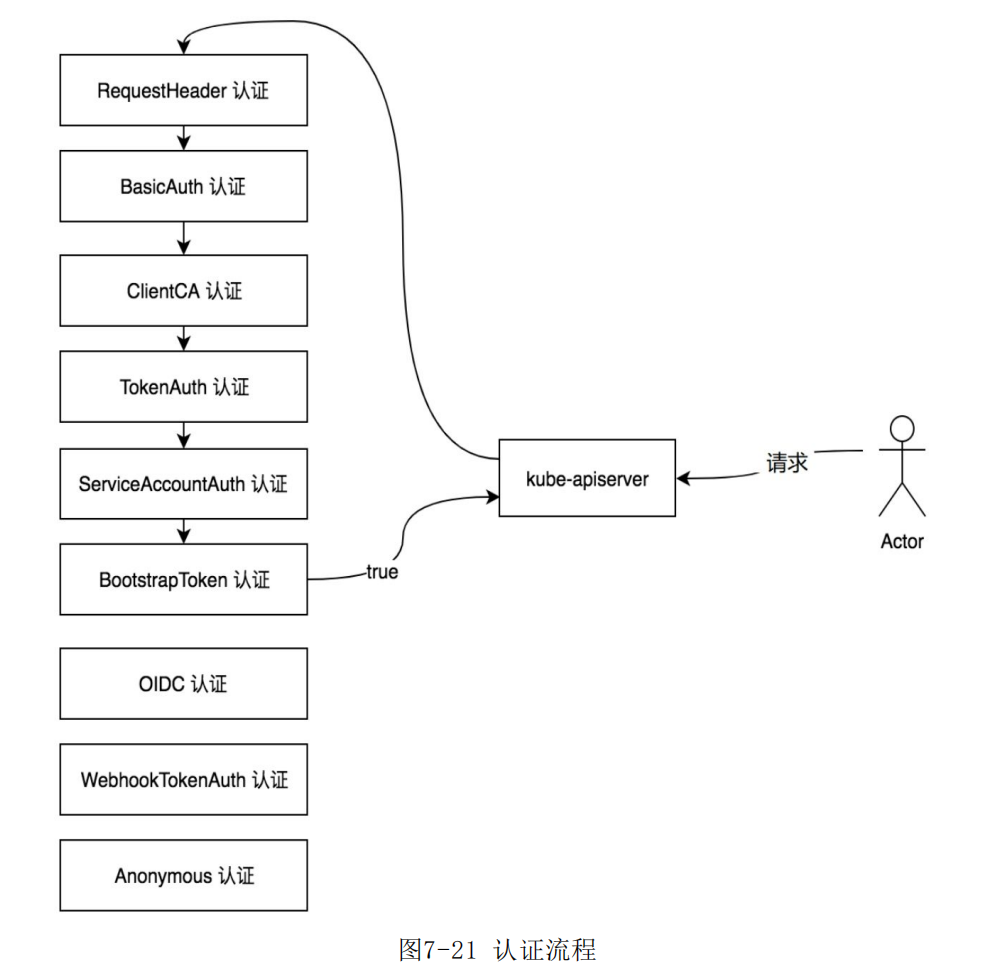 RequestHeader 认证
BasicAuth 认证
ClientCA 认证
TokenAuth 认证
ServiceAccountAuth 认证
BootstrapToken 认证
true
OIDC 认证
WebhookTokenAuth 认证
Anonymous 认证
kube-apiserver
请求
Actor
图7-21 认证流程